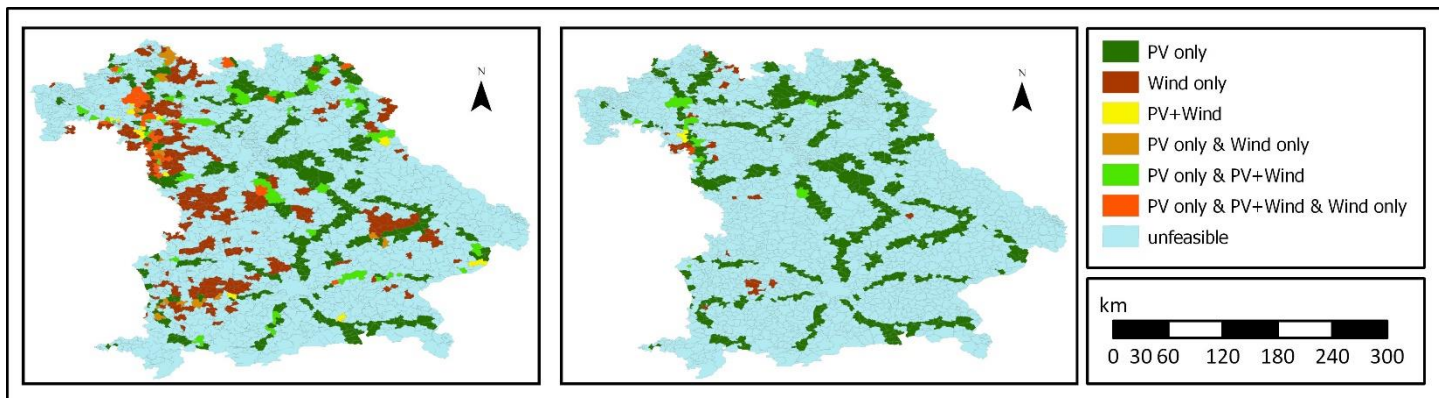 N
N
PV only
Wind only
PV+Wind
PV only & Wind only
PV only & PV+Wind
PV only & PV+Wind & Wind only
unfeasible
km
0 30 60 120 180 240 300